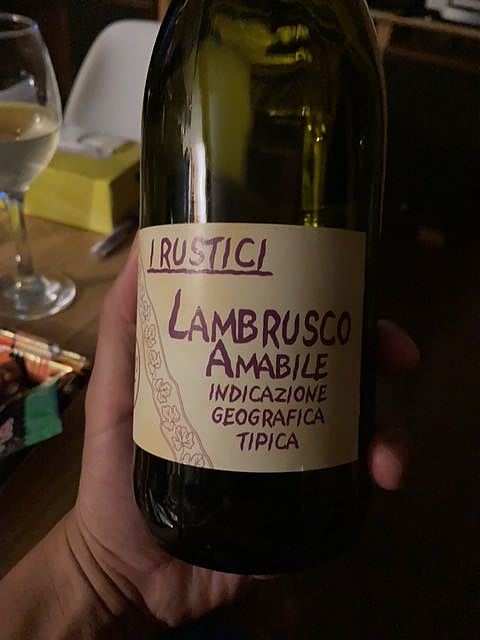 I RUSTICI
LAMBRUSCO
AMABILE
INDICAZIONE
GEOGRAFICA
TIPICA